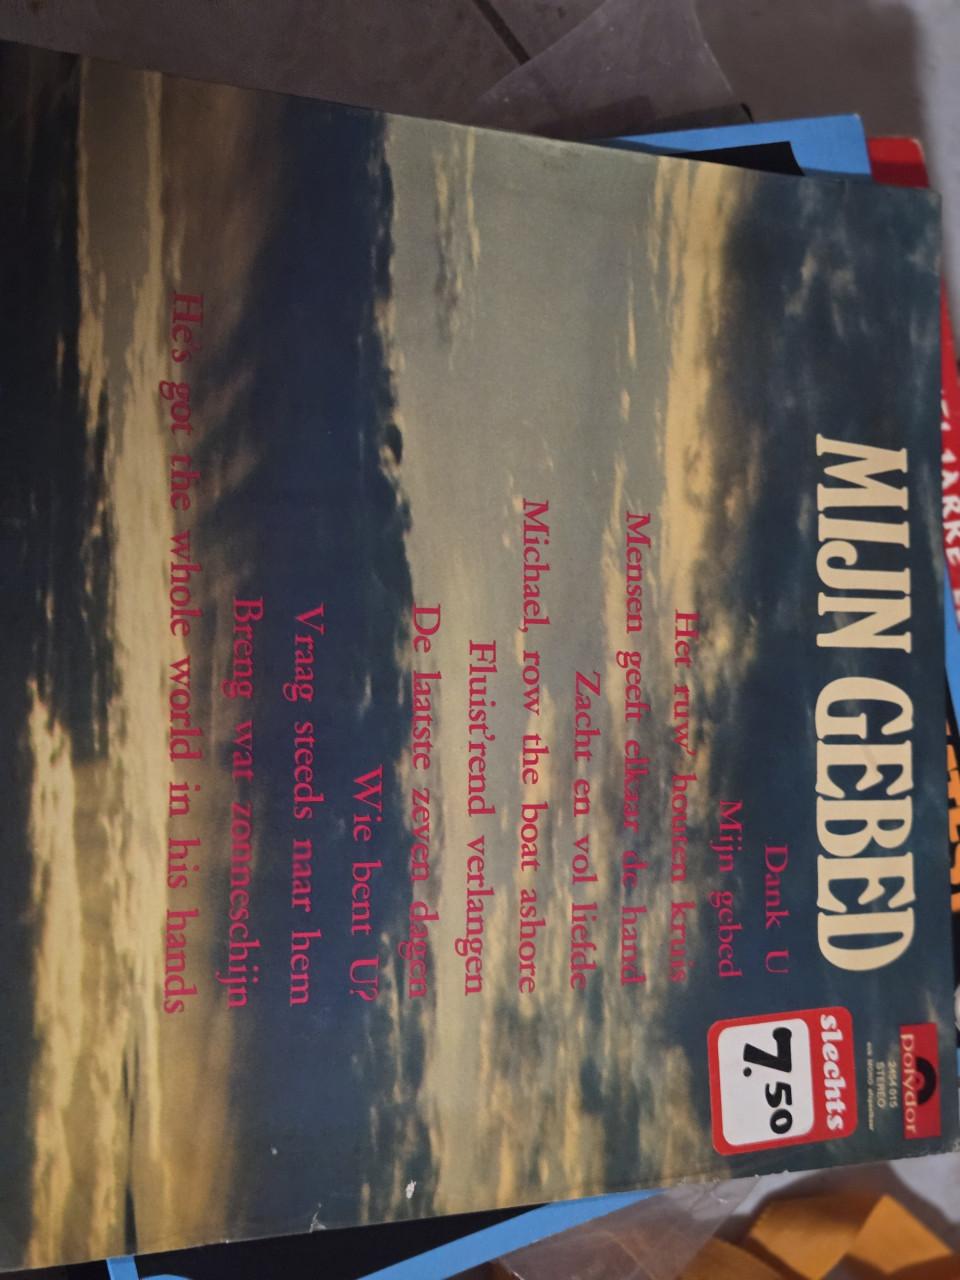 MIJN GEBED
polydor
2454 015
STEREO
slechts
7.50
Dank U
Mijn gebed
Het ruw' houten kruis
Mensen geeft elkaar de hand
Zacht en vol liefde
Michael, row the boat ashore
Fluist'rend verlangen
De laatste zeven dagen
Wie bent U?
Vraag steeds naar hem
Breng wat zonneschijn
He's got the whole world in his hands